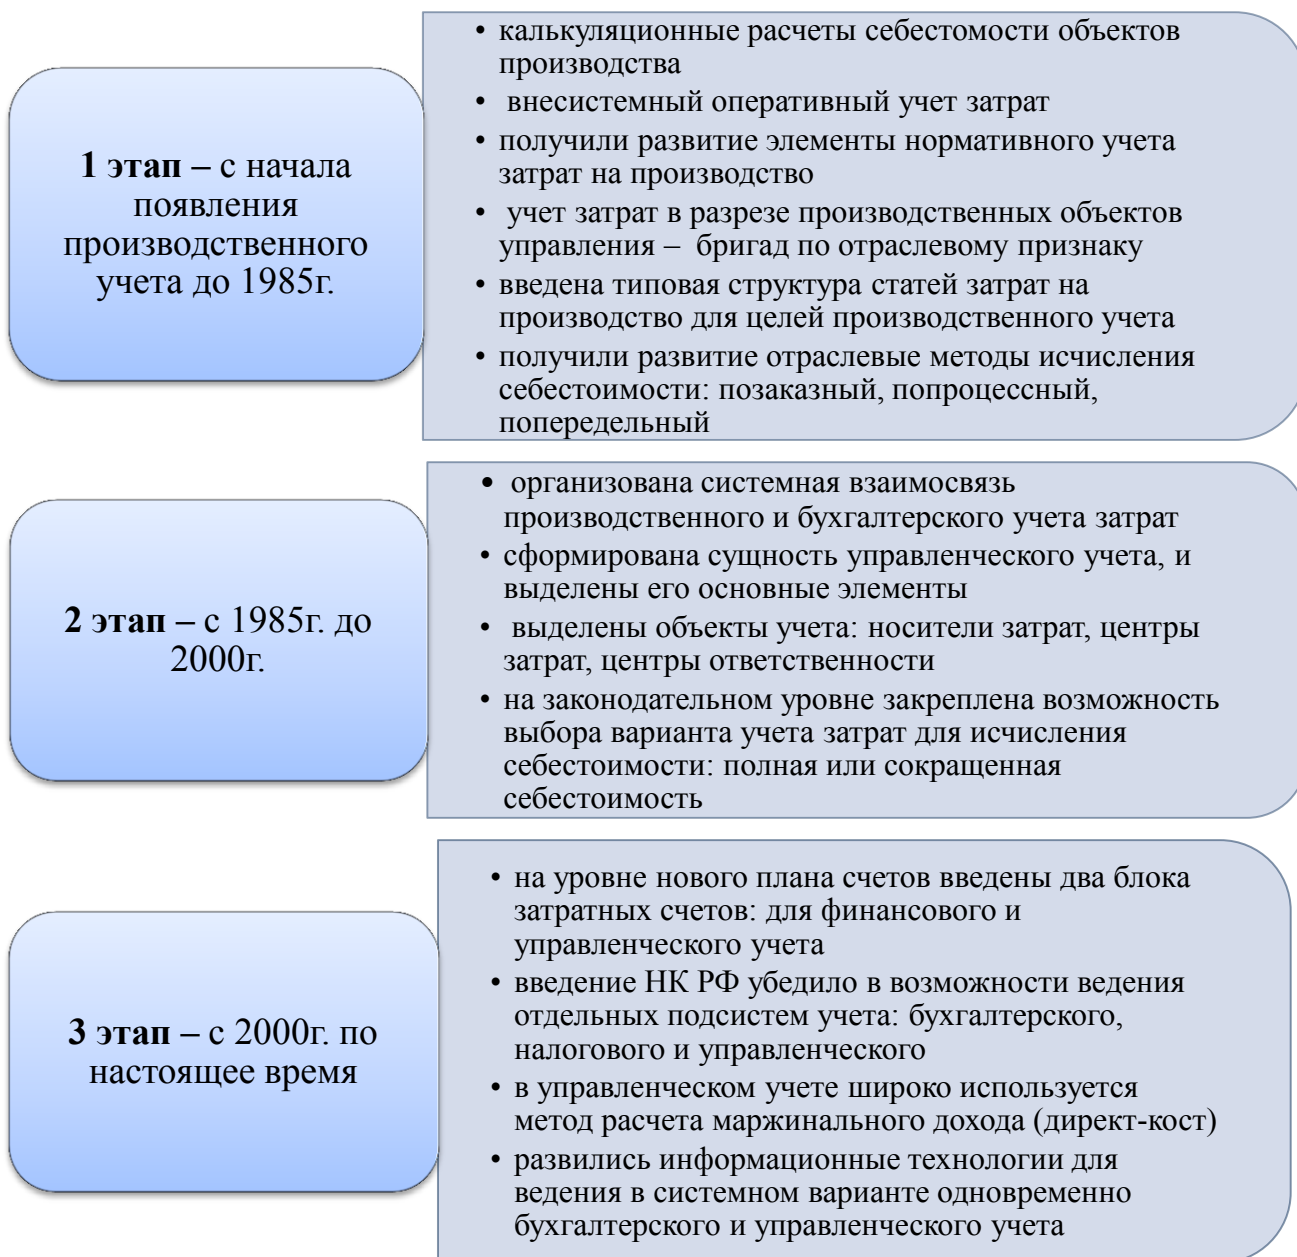 1 этап – с начала
появления
производственного
учета до 1985г.
• калькуляционные расчеты себестомости объектов
производства
• внесистемный оперативный учет затрат
• получили развитие элементы нормативного учета
затрат на производство
• учет затрат в разрезе производственных объектов
управления – бригад по отраслевому признаку
• введена типовая структура статей затрат на
производство для целей производственного учета
• получили развитие отраслевые методы исчисления
себестоимости: позаказный, попроцессный,
попередельный
2 этап – с 1985г. до
2000г.
• организована системная взаимосвязь
производственного и бухгалтерского учета затрат
• сформирована сущность управленческого учета, и
выделены его основные элементы
• выделены объекты учета: носители затрат, центры
затрат, центры ответственности
• на законодательном уровне закреплена возможность
выбора варианта учета затрат для исчисления
себестоимости: полная или сокращенная
себестоимость
3 этап – с 2000г. по
настоящее время
• на уровне нового плана счетов введены два блока
затратных счетов: для финансового и
управленческого учета
• введение НК РФ убедило в возможности ведения
отдельных подсистем учета: бухгалтерского,
налогового и управленческого
• в управленческом учете широко используется
метод расчета маржинального дохода (директ-кост)
• развились информационные технологии для
ведения в системном варианте одновременно
бухгалтерского и управленческого учета